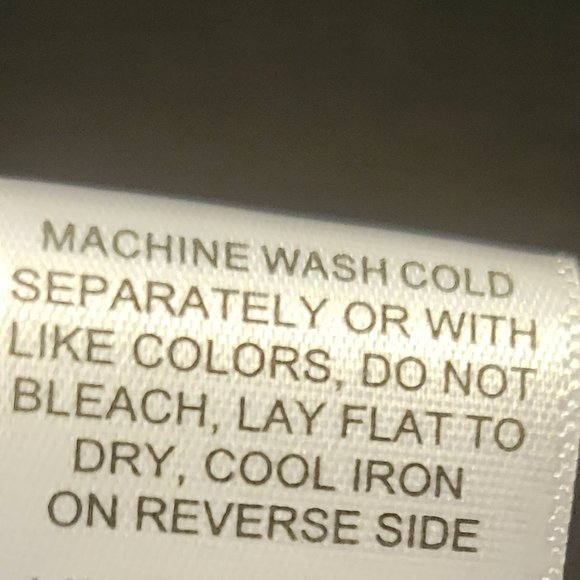 MACHINE WASH COLD
SEPARATELY OR WITH
LIKE COLORS, DO NOT
BLEACH, LAY FLAT TO
DRY, COOL IRON
ON REVERSE SIDE